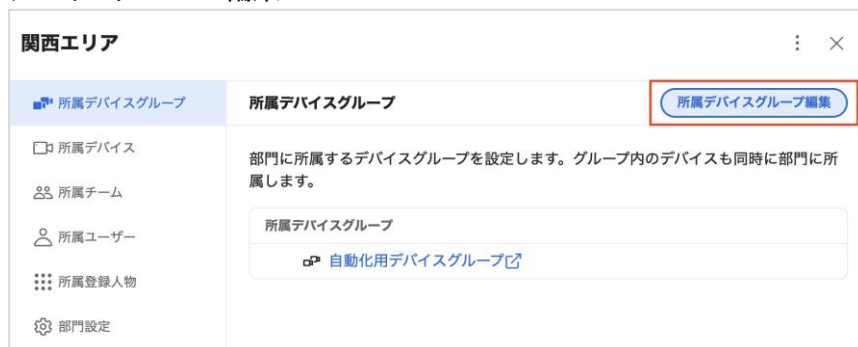 関西エリア
所属デバイスグループ
所属デバイスグループ
所属デバイスグループ編集
所属デバイス
部門に所属するデバイスグループを設定します。グループ内のデバイスも同時に部門に所
属します。
所属チーム
所属ユーザー
所属デバイスグループ
自動化用デバイスグループ
所属登録人物
部門設定